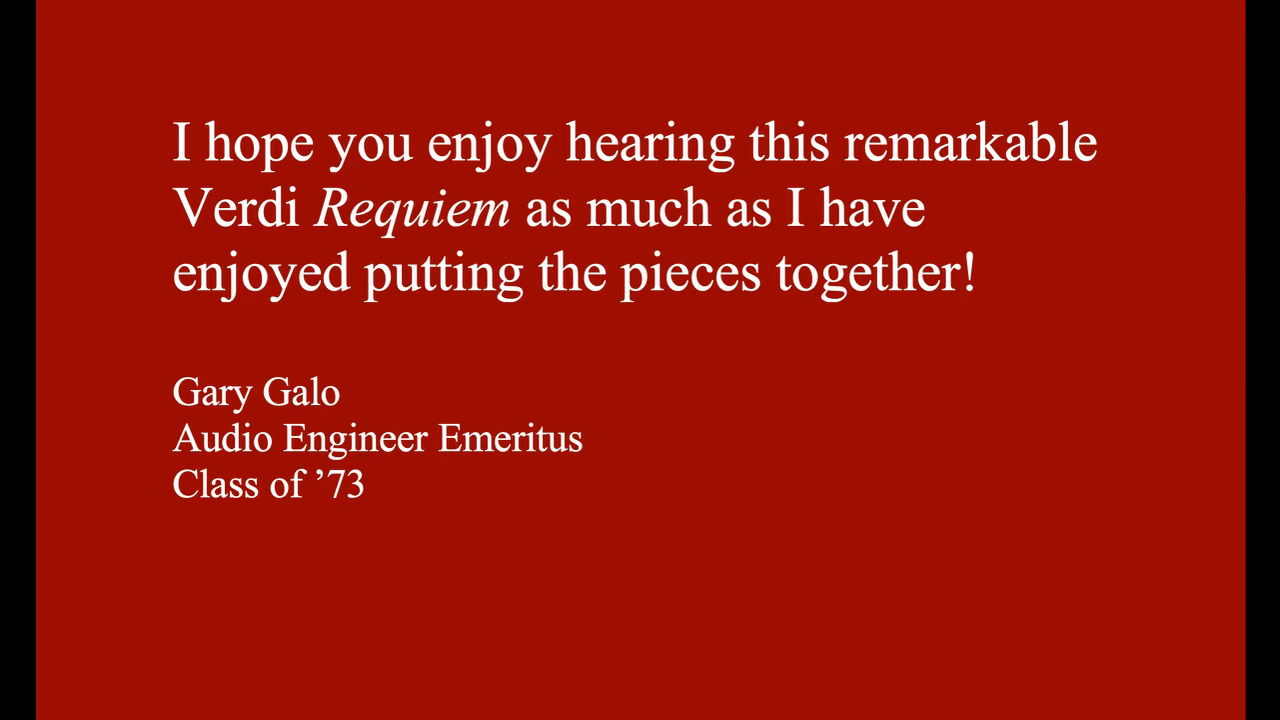 I hope you enjoy hearing this remarkable
Verdi Requiem as much as I have
enjoyed putting the pieces together!
Gary Galo
Audio Engineer Emeritus
Class of ’73